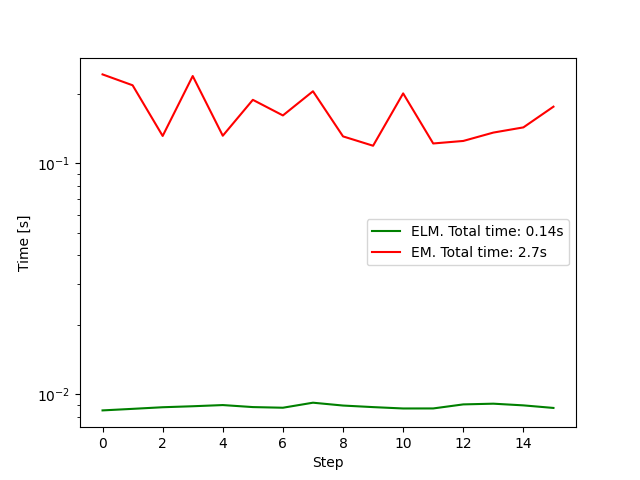 10⁻¹
10⁻²
Time [s]
ELM. Total time: 0.14s
EM. Total time: 2.7s
0 2 4 6 8 10 12 14
Step